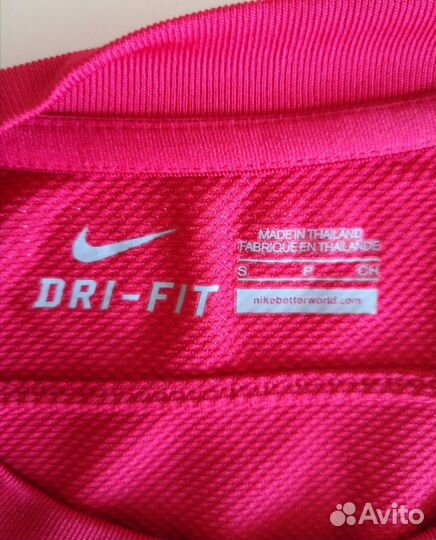 MADE IN THAILAND
FABRIQUE EN THAILANDE
S P CH
DRI-FIT
nikebetterworld.com
Avito